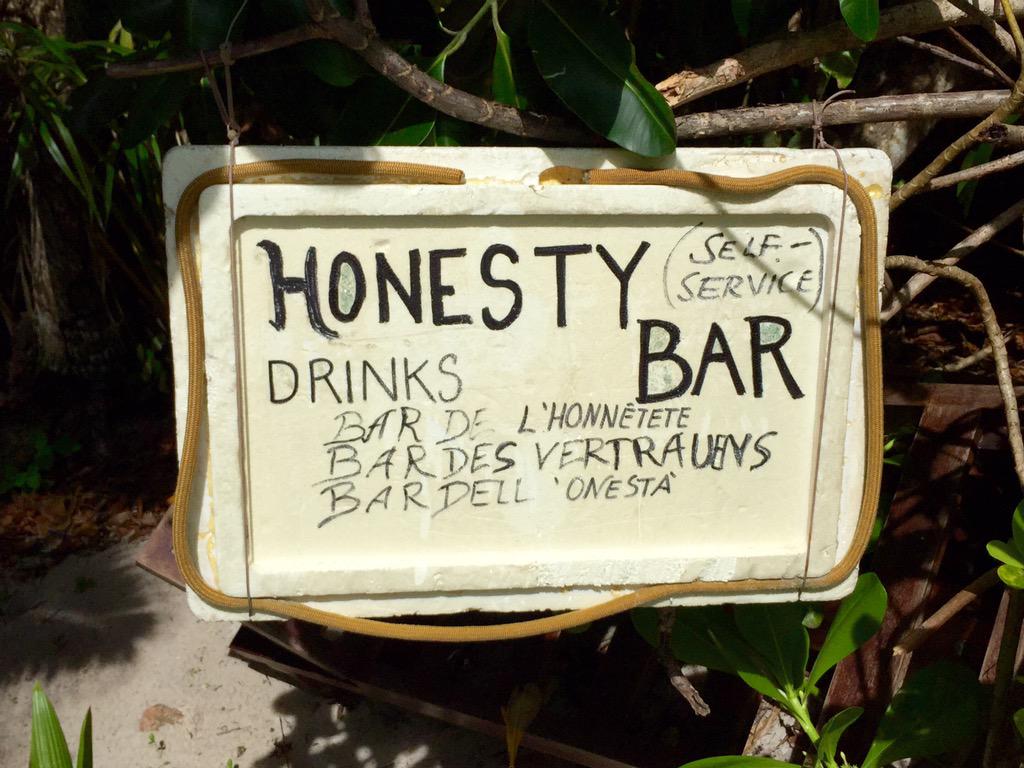 HONESTY (SELF-
SERVICE)
BAR
DRINKS
BAR DE L'HONNÊTETE
BAR DES VERTRAUENS
BAR DELL'ONESTÀ